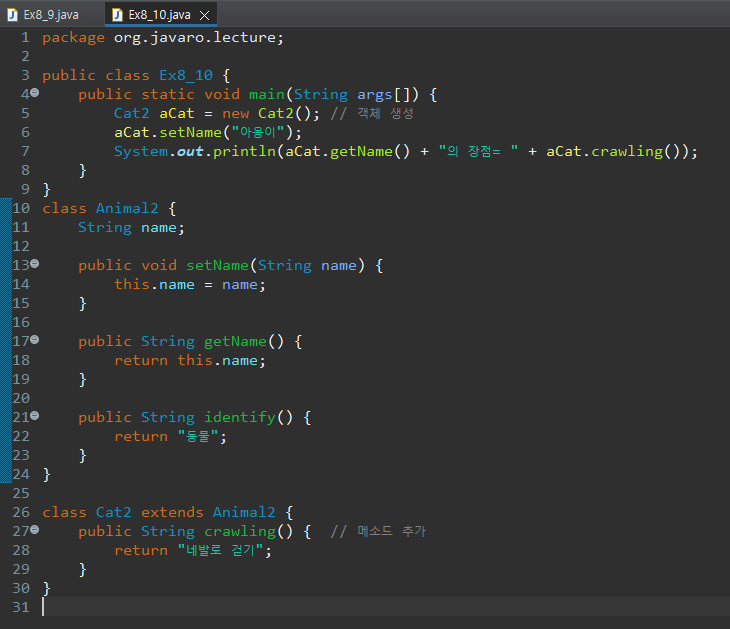 Ex8_9.java Ex8_10.java
1 package org.javaro.lecture;
2
3 public class Ex8_10 {
4 public static void main(String args[]) {
5 Cat2 aCat = new Cat2(); // 객체 생성
6 aCat.setName("야옹이");
7 System.out.println(aCat.getName() + "의 장점= " + aCat.crawling());
8 }
9 }
10 class Animal2 {
11 String name;
12
13 public void setName(String name) {
14 this.name = name;
15 }
16
17 public String getName() {
18 return this.name;
19 }
20
21 public String identify() {
22 return "동물";
23 }
24 }
25
26 class Cat2 extends Animal2 {
27 public String crawling() { // 메소드 추가
28 return "네발로 걷기";
29 }
30 }
31